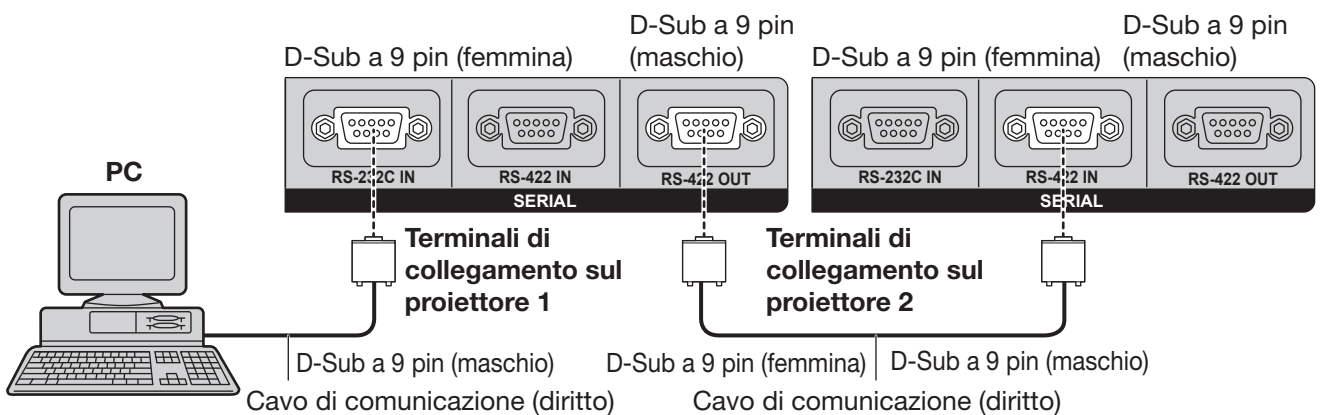 D-Sub a 9 pin (femmina)
D-Sub a 9 pin
(maschio)
D-Sub a 9 pin (femmina)
D-Sub a 9 pin
(maschio)
PC
RS-232C IN
RS-422 IN
RS-422 OUT
SERIAL
RS-232C IN
RS-422 IN
RS-422 OUT
SERIAL
Terminali di
collegamento sul
proiettore 1
Terminali di
collegamento sul
proiettore 2
D-Sub a 9 pin (maschio)
D-Sub a 9 pin (femmina)
D-Sub a 9 pin (maschio)
Cavo di comunicazione (diritto)
Cavo di comunicazione (diritto)